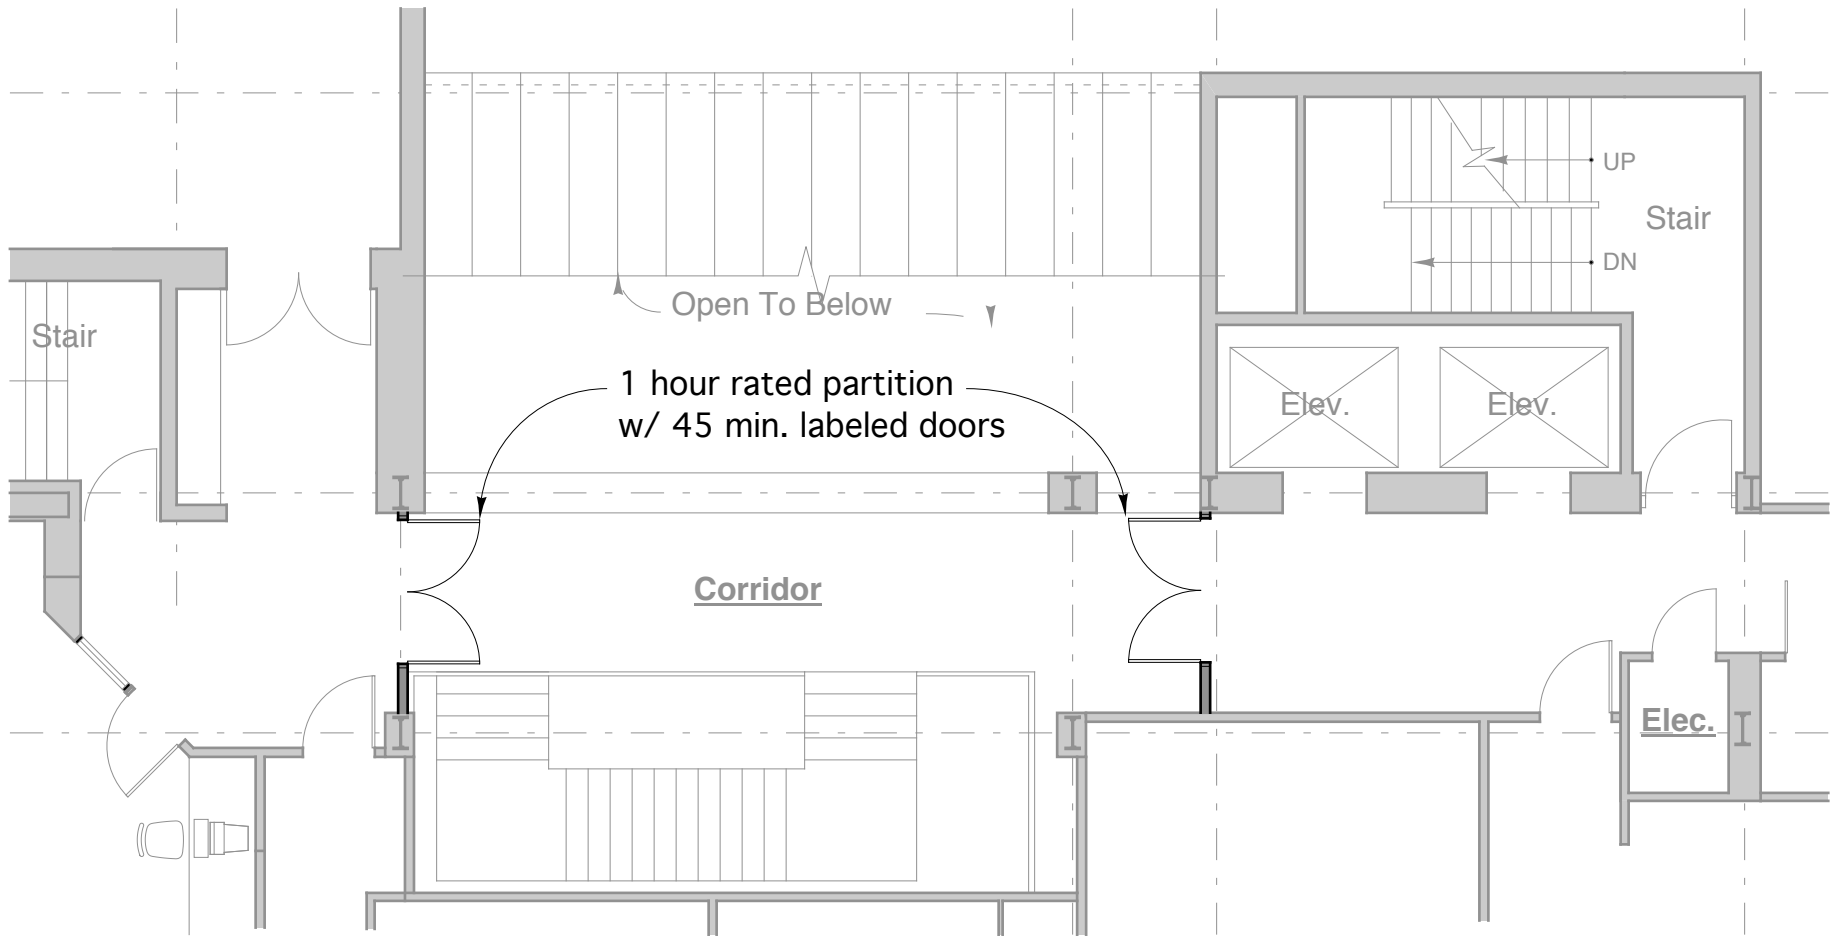 UP
Stair
DN
Open To Below
Stair
1 hour rated partition
w/ 45 min. labeled doors
Elev.
Elev.
Corridor
Elec.